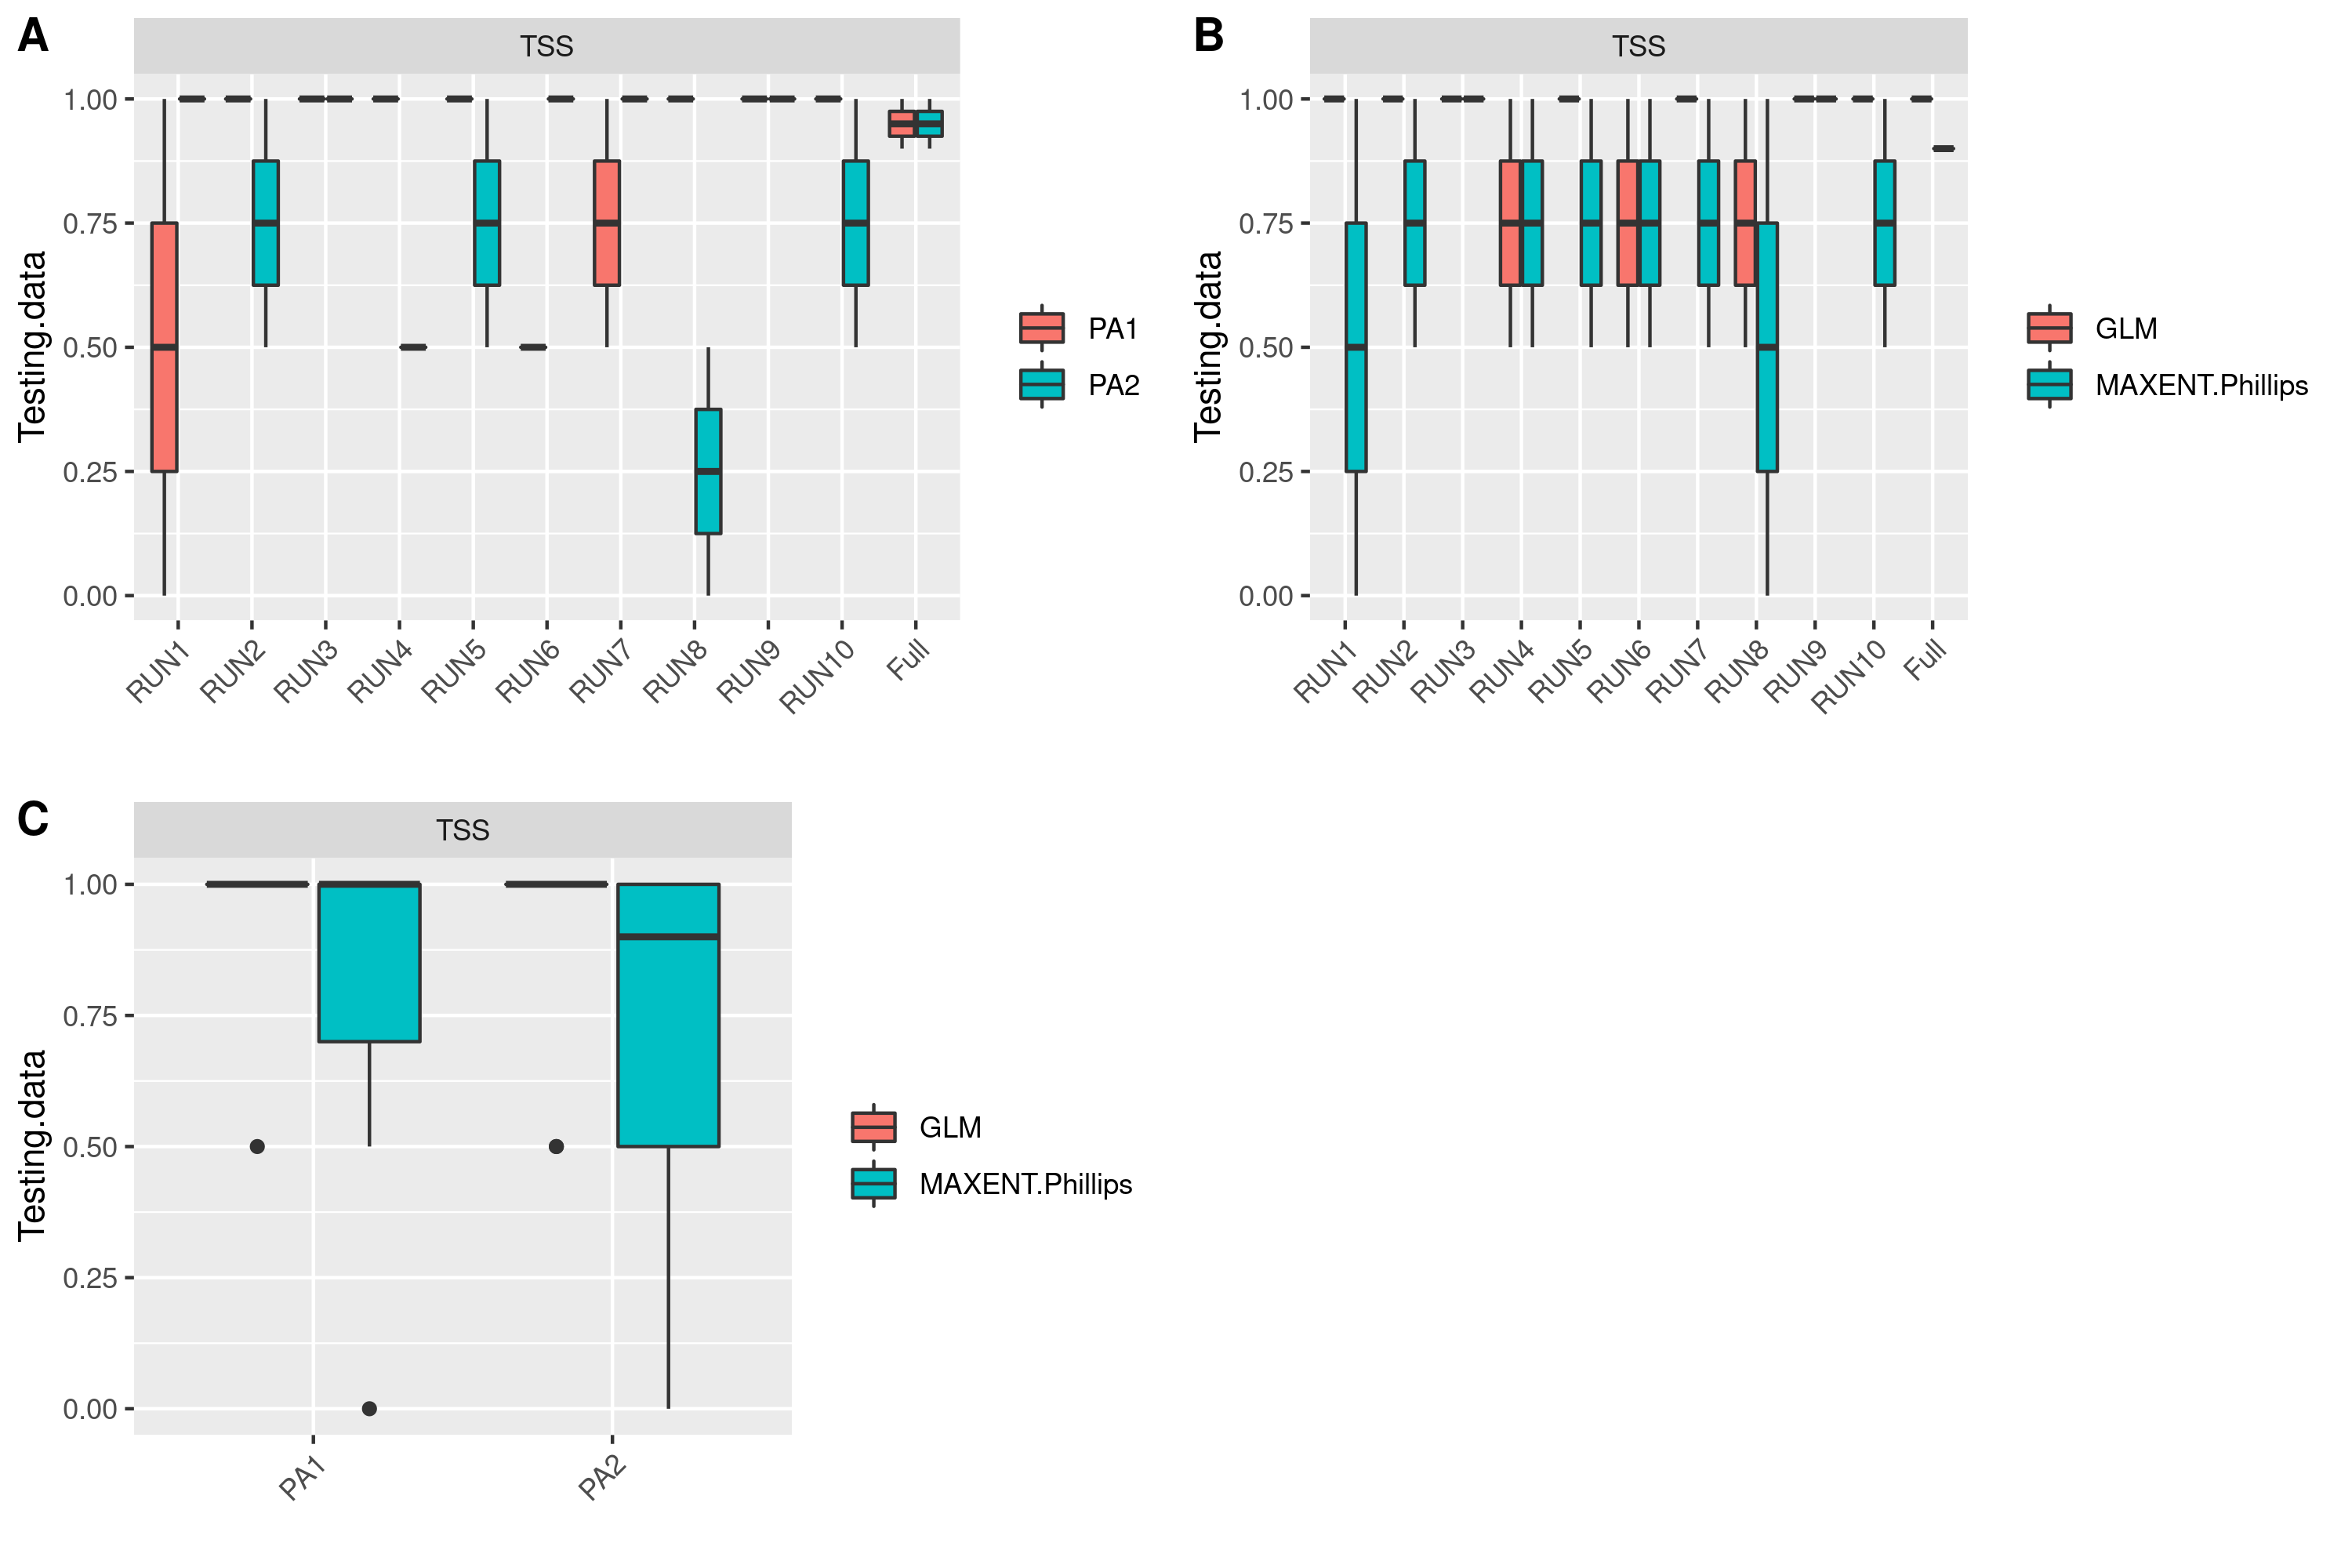 A
TSS
1.00
0.75
0.50
0.25
0.00
Testing.data
RUN1
RUN2
RUN3
RUN4
RUN5
RUN6
RUN7
RUN8
RUN9
RUN10
Full
PA1
PA2
B
TSS
1.00
0.75
0.50
0.25
0.00
Testing.data
RUN1
RUN2
RUN3
RUN4
RUN5
RUN6
RUN7
RUN8
RUN9
RUN10
Full
GLM
MAXENT.Phillips
C
TSS
1.00
0.75
0.50
0.25
0.00
Testing.data
PA1
PA2
GLM
MAXENT.Phillips